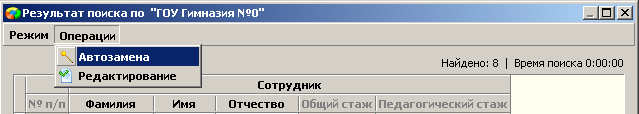 Результат поиска по "ГОУ Гимназия №0"
Режим Операции
Автозамена
Редактирование
Найдено: 8 | Время поиска 0:00:00
Сотрудник
№ п/п Фамилия Имя Отчество Общий стаж Педагогический стаж